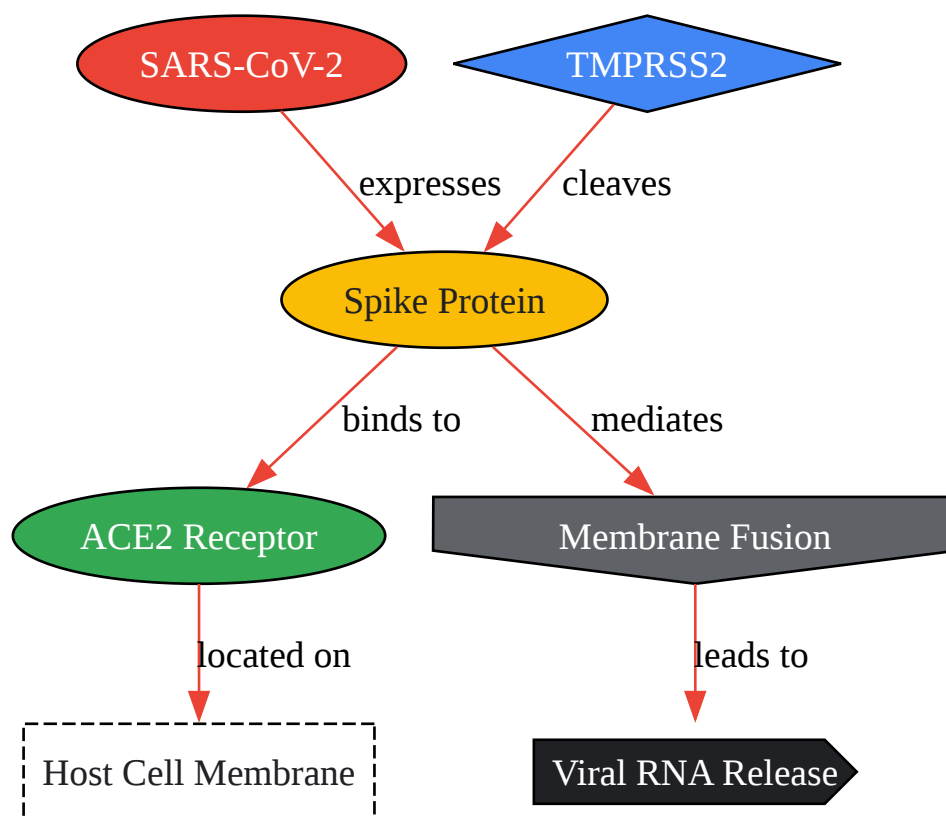 SARS-CoV-2
TMPRSS2
expresses
cleaves
Spike Protein
binds to
mediates
ACE2 Receptor
Membrane Fusion
located on
leads to
Host Cell Membrane
Viral RNA Release